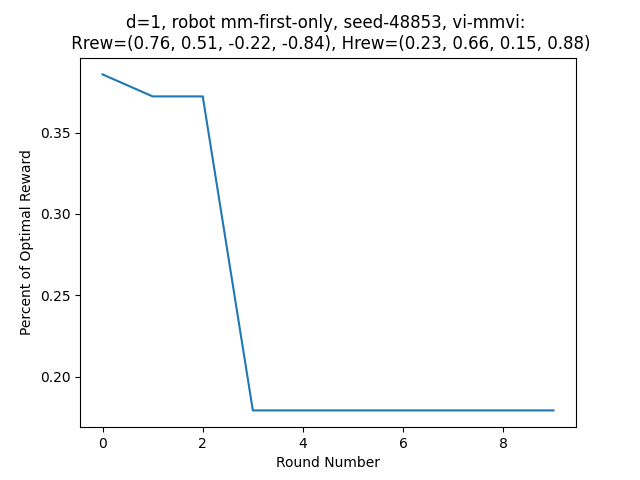 d=1, robot mm-first-only, seed-48853, vi-mmvi:
Rrew=(0.76, 0.51, -0.22, -0.84), Hrew=(0.23, 0.66, 0.15, 0.88)
0.35
0.30
0.25
0.20
Percent of Optimal Reward
0 2 4 6 8
Round Number